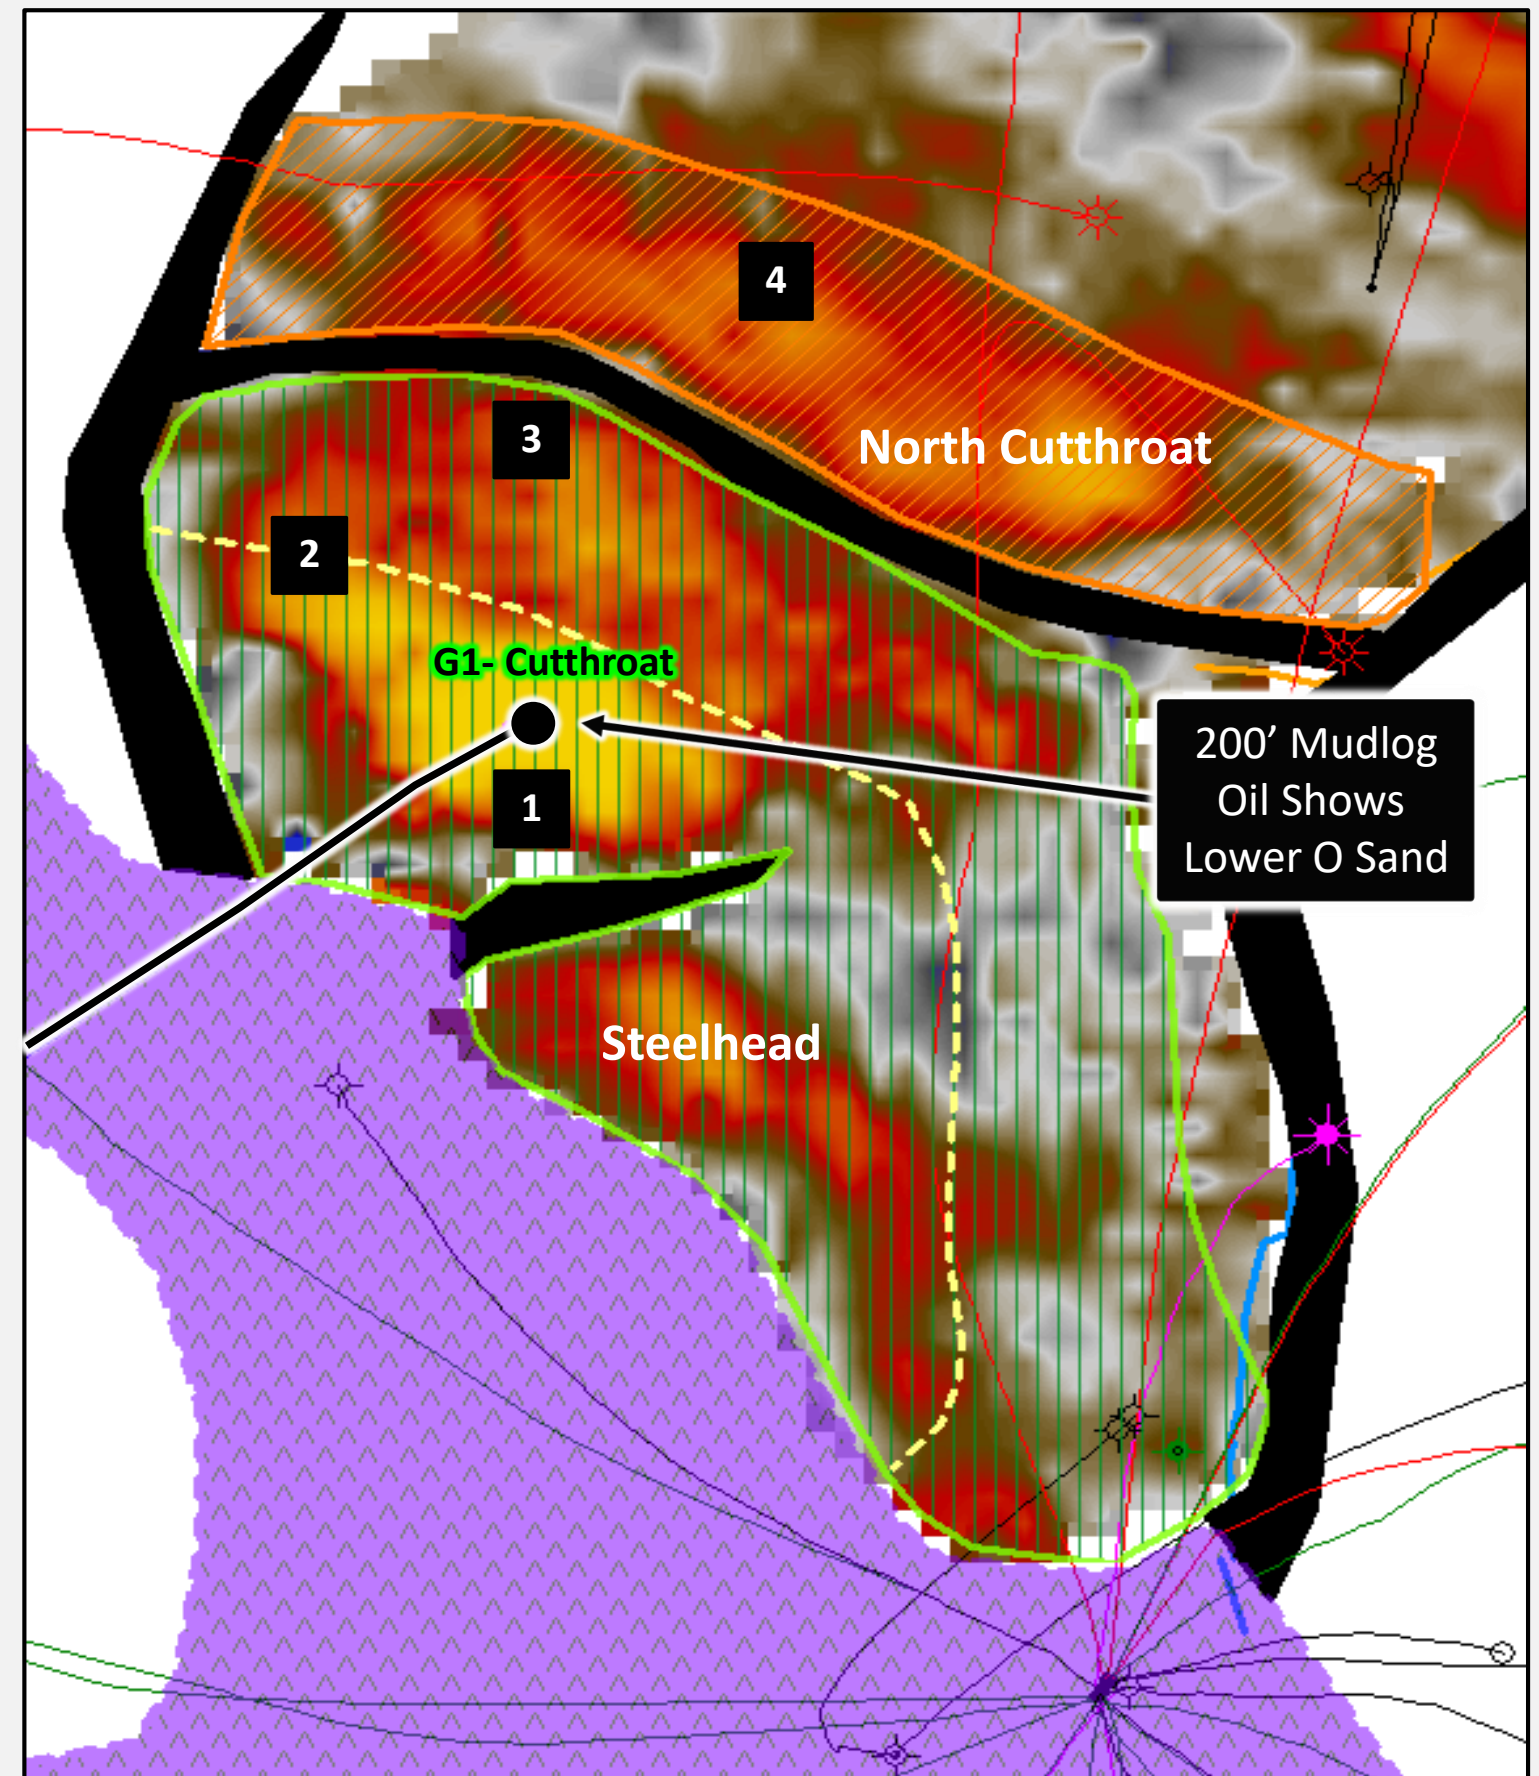 4
North Cutthroat
3
2
G1- Cutthroat
200’ Mudlog
Oil Shows
Lower O Sand
1
Steelhead